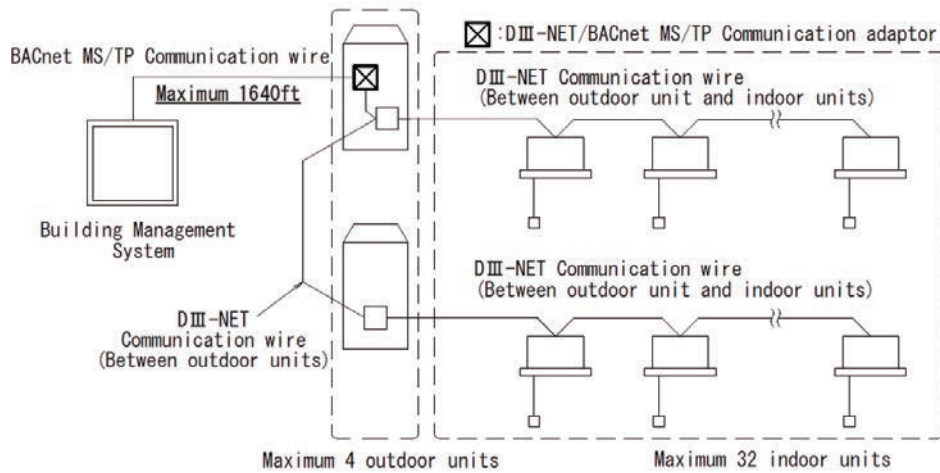 :DⅢ-NET/BACnet MS/TP Communication adaptor
BACnet MS/TP Communication wire
Maximum 1640ft
DⅢ-NET Communication wire
(Between outdoor unit and indoor units)
Building Management
System
DⅢ-NET Communication wire
(Between outdoor unit and indoor units)
DⅢ-NET
Communication wire
(Between outdoor units)
Maximum 4 outdoor units
Maximum 32 indoor units